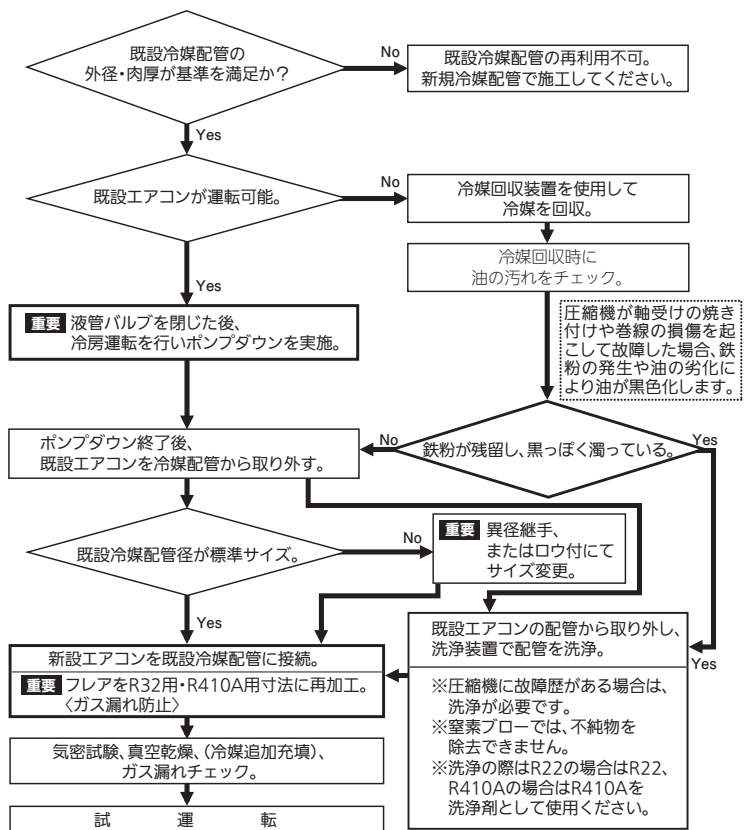 既設冷媒配管の
外径・肉厚が基準を満足か？
No
既設冷媒配管の再利用不可。
新規冷媒配管で施工してください。
Yes
既設エアコンが運転可能。
No
冷媒回収装置を使用して
冷媒を回収。
冷媒回収時に
油の汚れをチェック。
Yes
重要 液管バルブを閉じた後、
冷房運転を行いポンプダウンを実施。
圧縮機が軸受けの焼き
付けや巻線の損傷を起
こして故障した場合、鉄
粉の発生や油の劣化に
より油が黒色化します。
ポンプダウン終了後、
既設エアコンを冷媒配管から取り外す。
No
鉄粉が残留し、黒っぽく濁っている。
Yes
既設冷媒配管径が標準サイズ。
No
重要 異径継手、
またはロウ付にて
サイズ変更。
Yes
新設エアコンを既設冷媒配管に接続。
重要 フレアをR32用・R410A用寸法に再加工。
〈ガス漏れ防止〉
既設エアコンの配管から取り外し、
洗浄装置で配管を洗浄。
Yes
※圧縮機に故障歴がある場合は、
洗浄が必要です。
※窒素ブローでは、不純物を
除去できません。
※洗浄の際はR22の場合はR22、
R410Aの場合はR410Aを
洗浄剤として使用ください。
気密試験、真空乾燥、（冷媒追加充填）、
ガス漏れチェック。
試 運 転